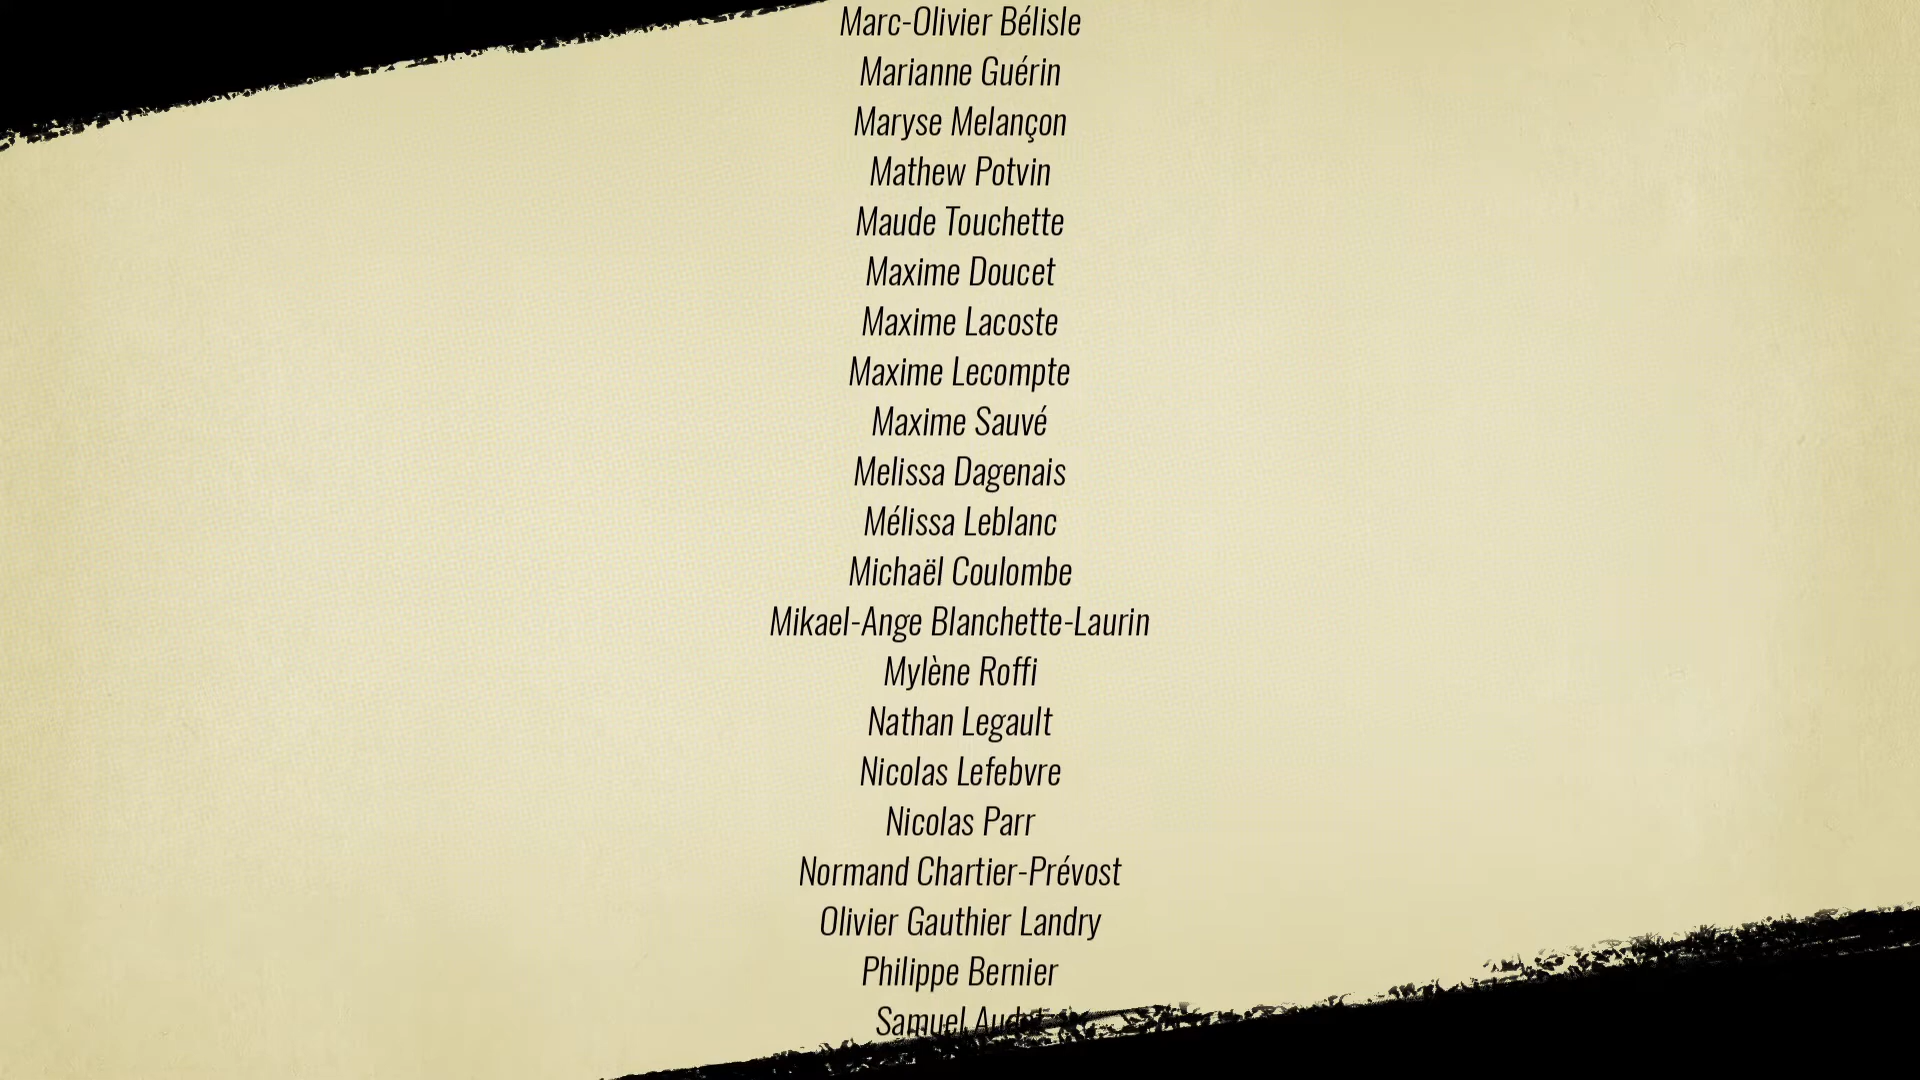 Marc-Olivier Bélisle
Marianne Guérin
Maryse Melançon
Mathew Potvin
Maude Touchette
Maxime Doucet
Maxime Lacoste
Maxime Lecompte
Maxime Sauvé
Melissa Dagenais
Mélissa Leblanc
Michaël Coulombe
Mikael-Ange Blanchette-Laurin
Mylène Roffi
Nathan Legault
Nicolas Lefebvre
Nicolas Parr
Normand Chartier-Prévost
Olivier Gauthier Landry
Philippe Bernier
Samuel